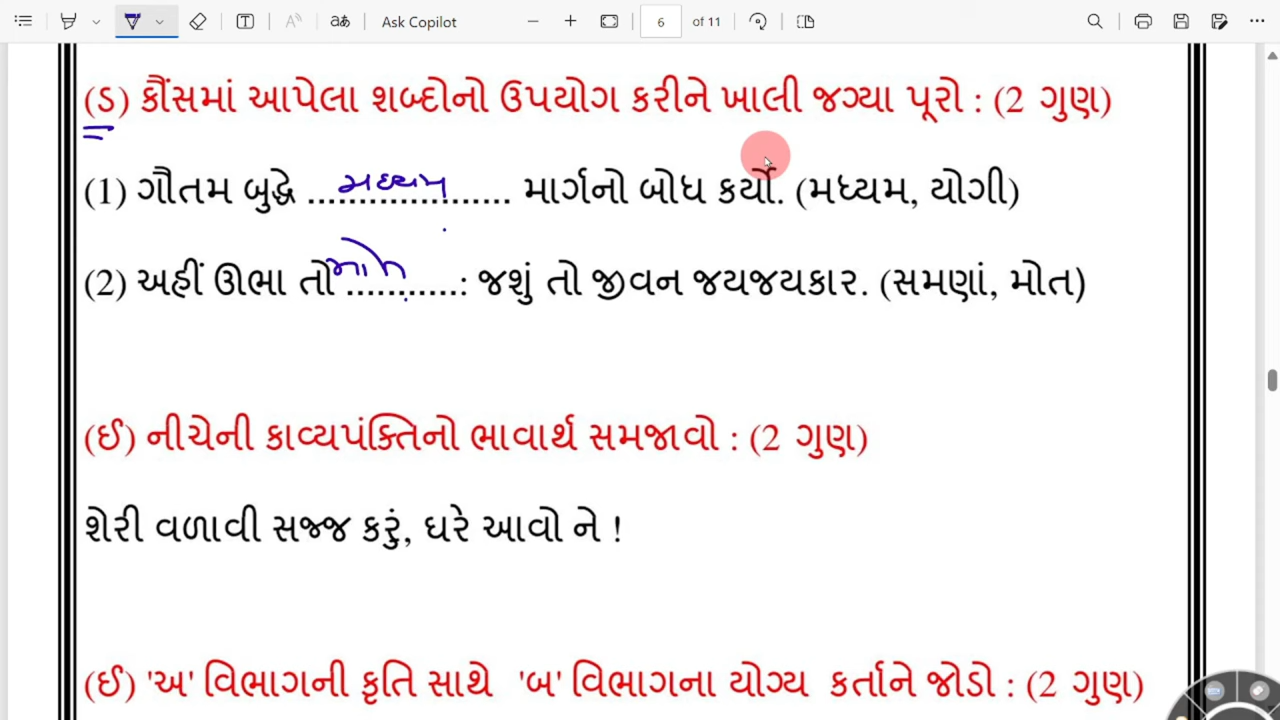 Ask Copilot 6 of 11
(ડ) કૌંસમાં આપેલા શબ્દોનો ઉપયોગ કરીને ખાલી જગ્યા પૂરો : (2 ગુણ)
(1) ગૌતમ બુદ્ધે ....મધ્યમ.... માર્ગનો બોધ કર્યો. (મધ્યમ, યોગી)
(2) અહીં ઊભા તો મોત...........: જશું તો જીવન જયજયકાર. (સમણાં, મોત)
(ઈ) નીચેની કાવ્યપંક્તિનો ભાવાર્થ સમજાવો : (2 ગુણ)
શેરી વળાવી સજ્જ કરું, ઘરે આવો ને !
(ઈ) 'અ' વિભાગની કૃતિ સાથે 'બ' વિભાગના યોગ્ય કર્તાને જોડો : (2 ગુણ)